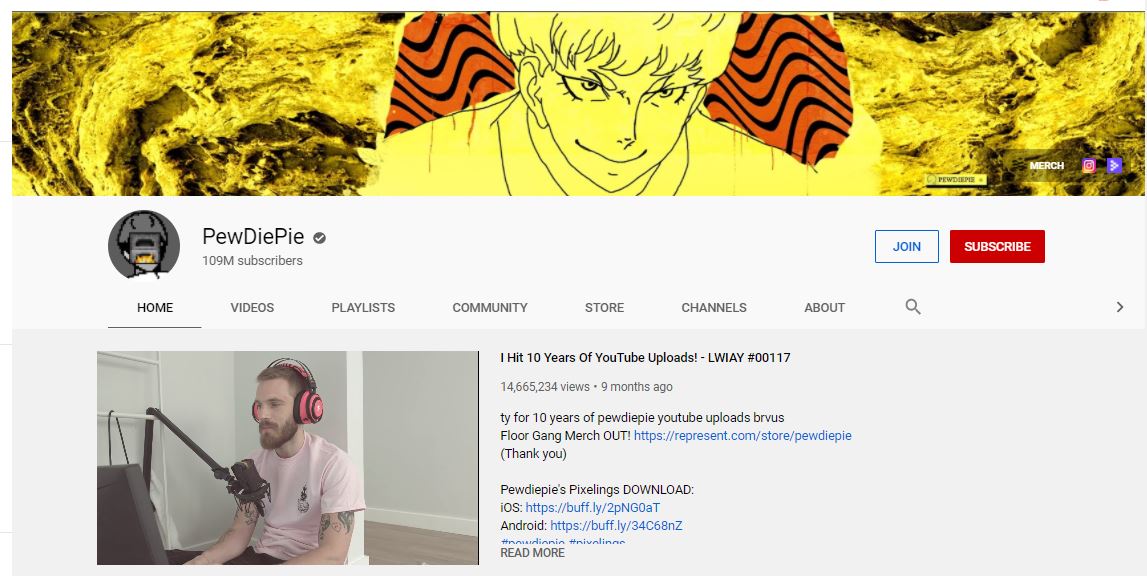 MERCH
PEWDIEPIE
PewDiePie
109M subscribers
JOIN
SUBSCRIBE
HOME
VIDEOS
PLAYLISTS
COMMUNITY
STORE
CHANNELS
ABOUT
I Hit 10 Years Of YouTube Uploads! - LWIAY #00117
14,665,234 views • 9 months ago
ty for 10 years of pewdiepie youtube uploads brvus
Floor Gang Merch OUT! https://represent.com/store/pewdiepie
(Thank you)
Pewdiepie's Pixelings DOWNLOAD:
iOS: https://buff.ly/2pNG0aT
Android: https://buff.ly/34C68nZ
#pewdiepie #pixelings
READ MORE